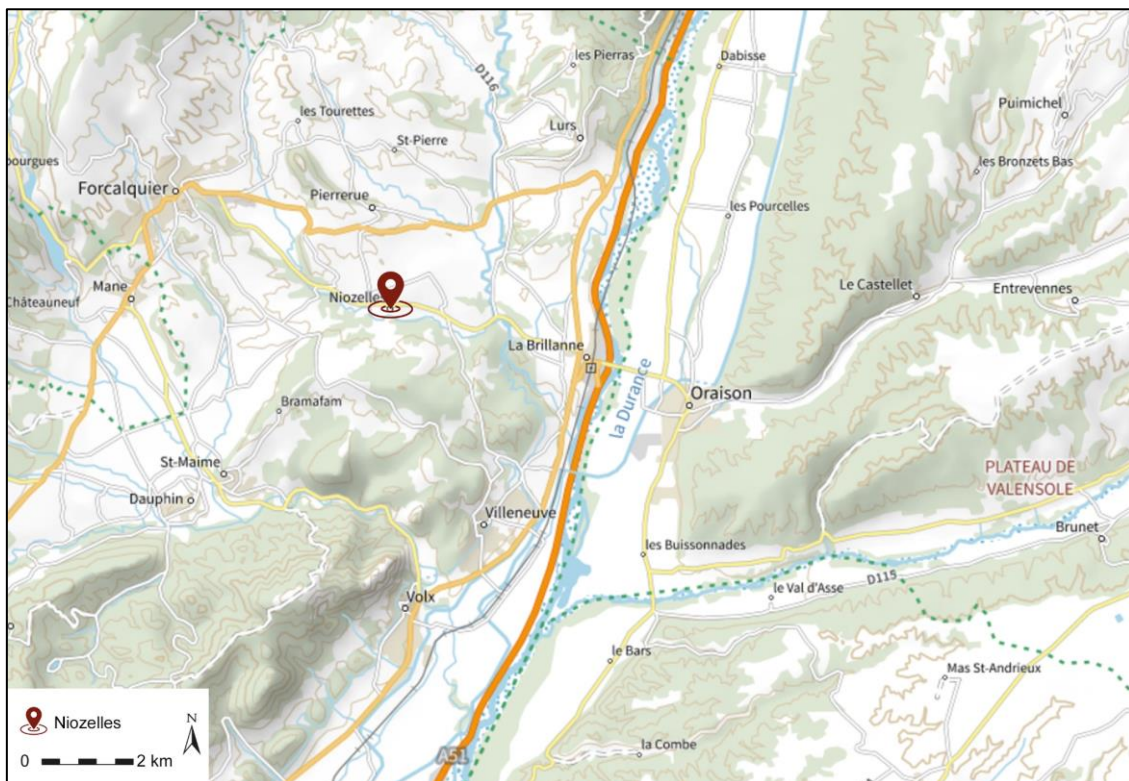 les Pierras
Dabisse
D116
Puimichel
les Tourettes
Lurs
St-Pierre
bourgues
les Bronzets Bas
Forcalquier
Pierrerue
les Pourcelles
Le Castellet
Entrevennes
Niozelle
Châteauneuf
Mane
La Brillanne
la Durance
Oraison
Bramafam
St-Maime
Dauphin
PLATEAU DE
VALENSOLE
Villeneuve
Brunet
les Buissonnades
D115
le Val d'Asse
Volx
le Bars
Mas St-Andrieux
la Combe
A51
Niozelles
N
0
2 km